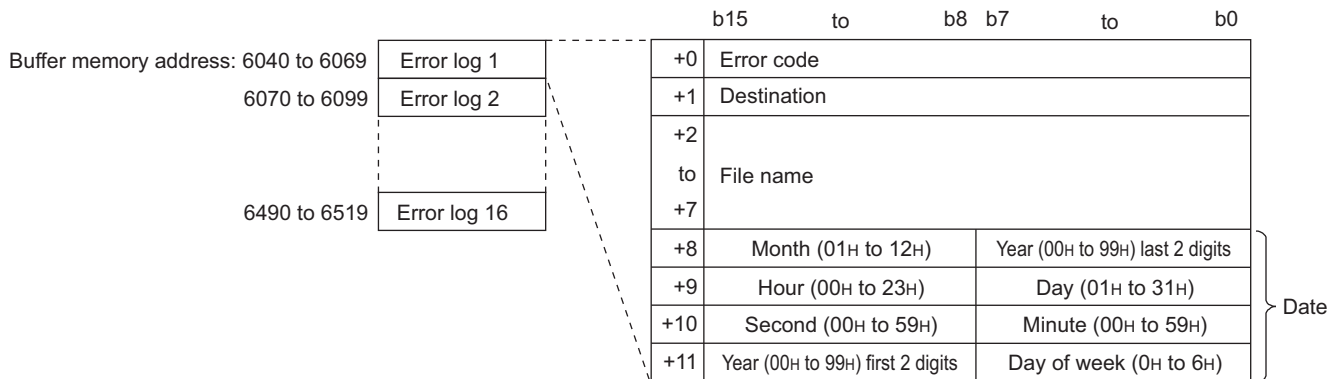 b15 to b8 b7 to b0
Buffer memory address: 6040 to 6069 Error log 1
6070 to 6099 Error log 2
6490 to 6519 Error log 16
+0 Error code
+1 Destination
+2
to File name
+7
+8 Month (01H to 12H) Year (00H to 99H) last 2 digits
+9 Hour (00H to 23H) Day (01H to 31H)
+10 Second (00H to 59H) Minute (00H to 59H)
+11 Year (00H to 99H) first 2 digits Day of week (0H to 6H)
Date